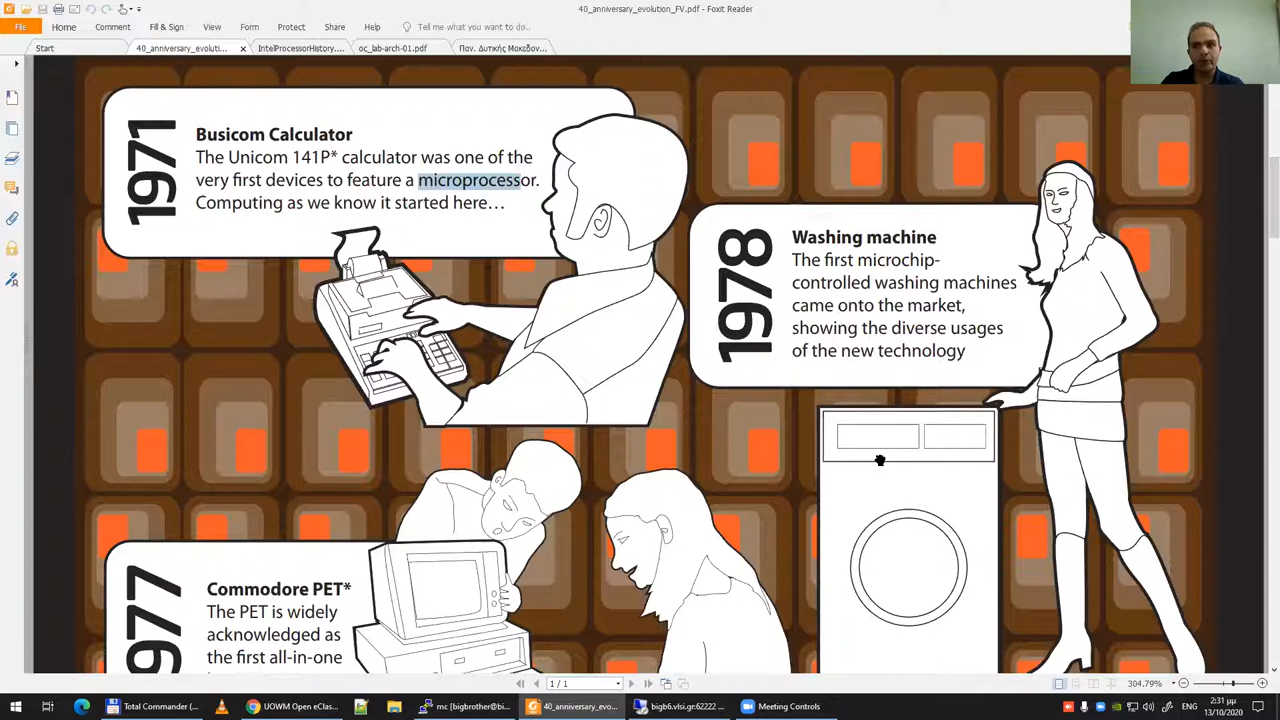 40_anniversary_evolution_FV.pdf - Foxit Reader
File
Home
Comment
View
Form
Fill & Sign
Protect
Share
Help
Tell me what you want to do..
Start
40_anniversary_evoluti...
IntelProcessorHistory....
oc_lab-arch-01.pdf
Παν. Δυτικής Μακεδον...
1971
Busicom Calculator
The Unicom 141P* calculator was one of the
very first devices to feature a microprocessor.
Computing as we know it started here…
1978
Washing machine
The first microchip-
controlled washing machines
came onto the market,
showing the diverse usages
of the new technology
1977
Commodore PET*
The PET is widely
acknowledged as
the first all-in-one
1 / 1
304.79%
Total Commander (...
UOWM Open eClas...
mc [bigbrother@bi...
40_anniversary_evo...
bigb6.vlsi.gr:62222 ...
Meeting Controls
ENG
2:31 μμ
13/10/2020